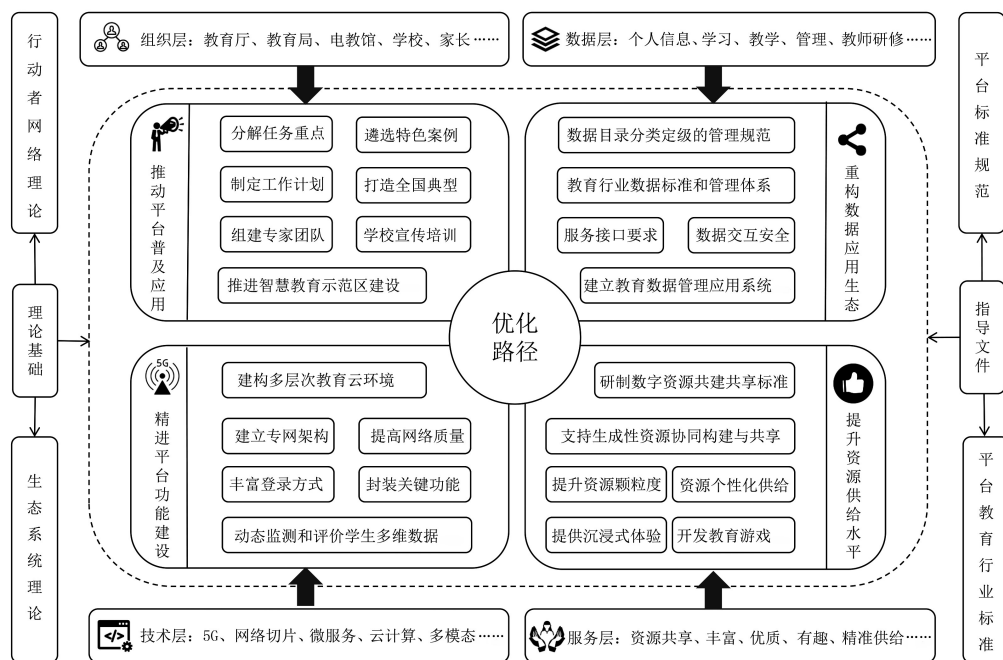 组织层：教育厅、教育局、电教馆、学校、家长……
数据层：个人信息、学习、教学、管理、教师研修……
行动者网络理论
理论基础
生态系统理论
推动平台普及应用
分解任务重点
遴选特色案例
制定工作计划
打造全国典型
组建专家团队
学校宣传培训
推进智慧教育示范区建设
数据目录分类定级的管理规范
教育行业数据标准和管理体系
服务接口要求
数据交互安全
建立教育数据管理应用系统
重构数据应用生态
优化
路径
5G
精进平台功能建设
建构多层次教育云环境
建立专网架构
提高网络质量
丰富登录方式
封装关键功能
动态监测和评价学生多维数据
研制数字资源共建共享标准
支持生成性资源协同构建与共享
提升资源颗粒度
资源个性化供给
提供沉浸式体验
开发教育游戏
提升资源供给水平
平台标准规范
指导文件
平台教育行业标准
技术层：5G、网络切片、微服务、云计算、多模态……
服务层：资源共享、丰富、优质、有趣、精准供给……